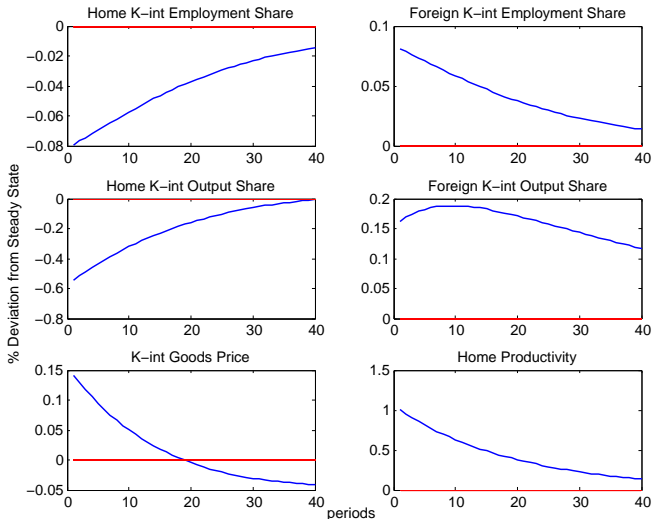 Home K−int Employment Share
0
−0.02
−0.04
−0.06
−0.08
0 10 20 30 40
Foreign K−int Employment Share
0.1
0.05
0
0 10 20 30 40
Home K−int Output Share
0
−0.2
−0.4
−0.6
−0.8
0 10 20 30 40
Foreign K−int Output Share
0.2
0.15
0.1
0.05
0
0 10 20 30 40
K−int Goods Price
0.15
0.1
0.05
0
−0.05
0 10 20 30 40
Home Productivity
1.5
1
0.5
0
0 10 20 30 40
% Deviation from Steady State
periods